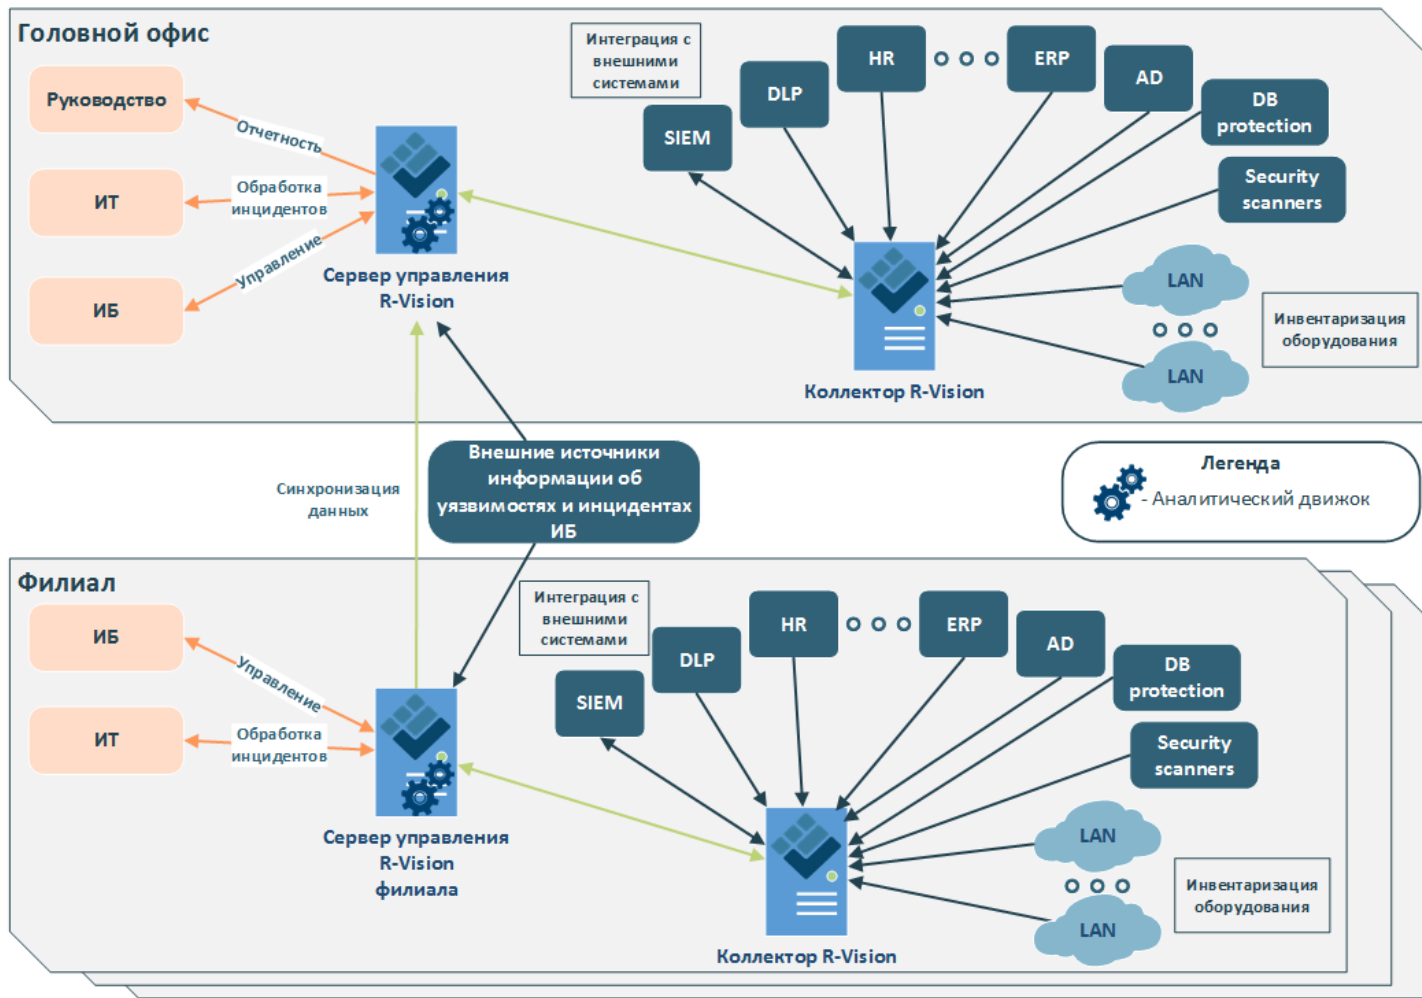 Головной офис
Руководство
ИТ
ИБ
Отчетность
Обработка
инцидентов
Управление
Сервер управления
R-Vision
Интеграция с
внешними
системами
SIEM
DLP
HR
ERP
AD
DB
protection
Security
scanners
LAN
LAN
Инвентаризация
оборудования
Коллектор R-Vision
Синхронизация
данных
Внешние источники
информации об
уязвимостях и инцидентах
ИБ
Легенда
- Аналитический движок
Филиал
ИБ
ИТ
Управление
Обработка
инцидентов
Сервер управления
R-Vision
филиала
Интеграция с
внешними
системами
SIEM
DLP
HR
ERP
AD
DB
protection
Security
scanners
LAN
LAN
Инвентаризация
оборудования
Коллектор R-Vision